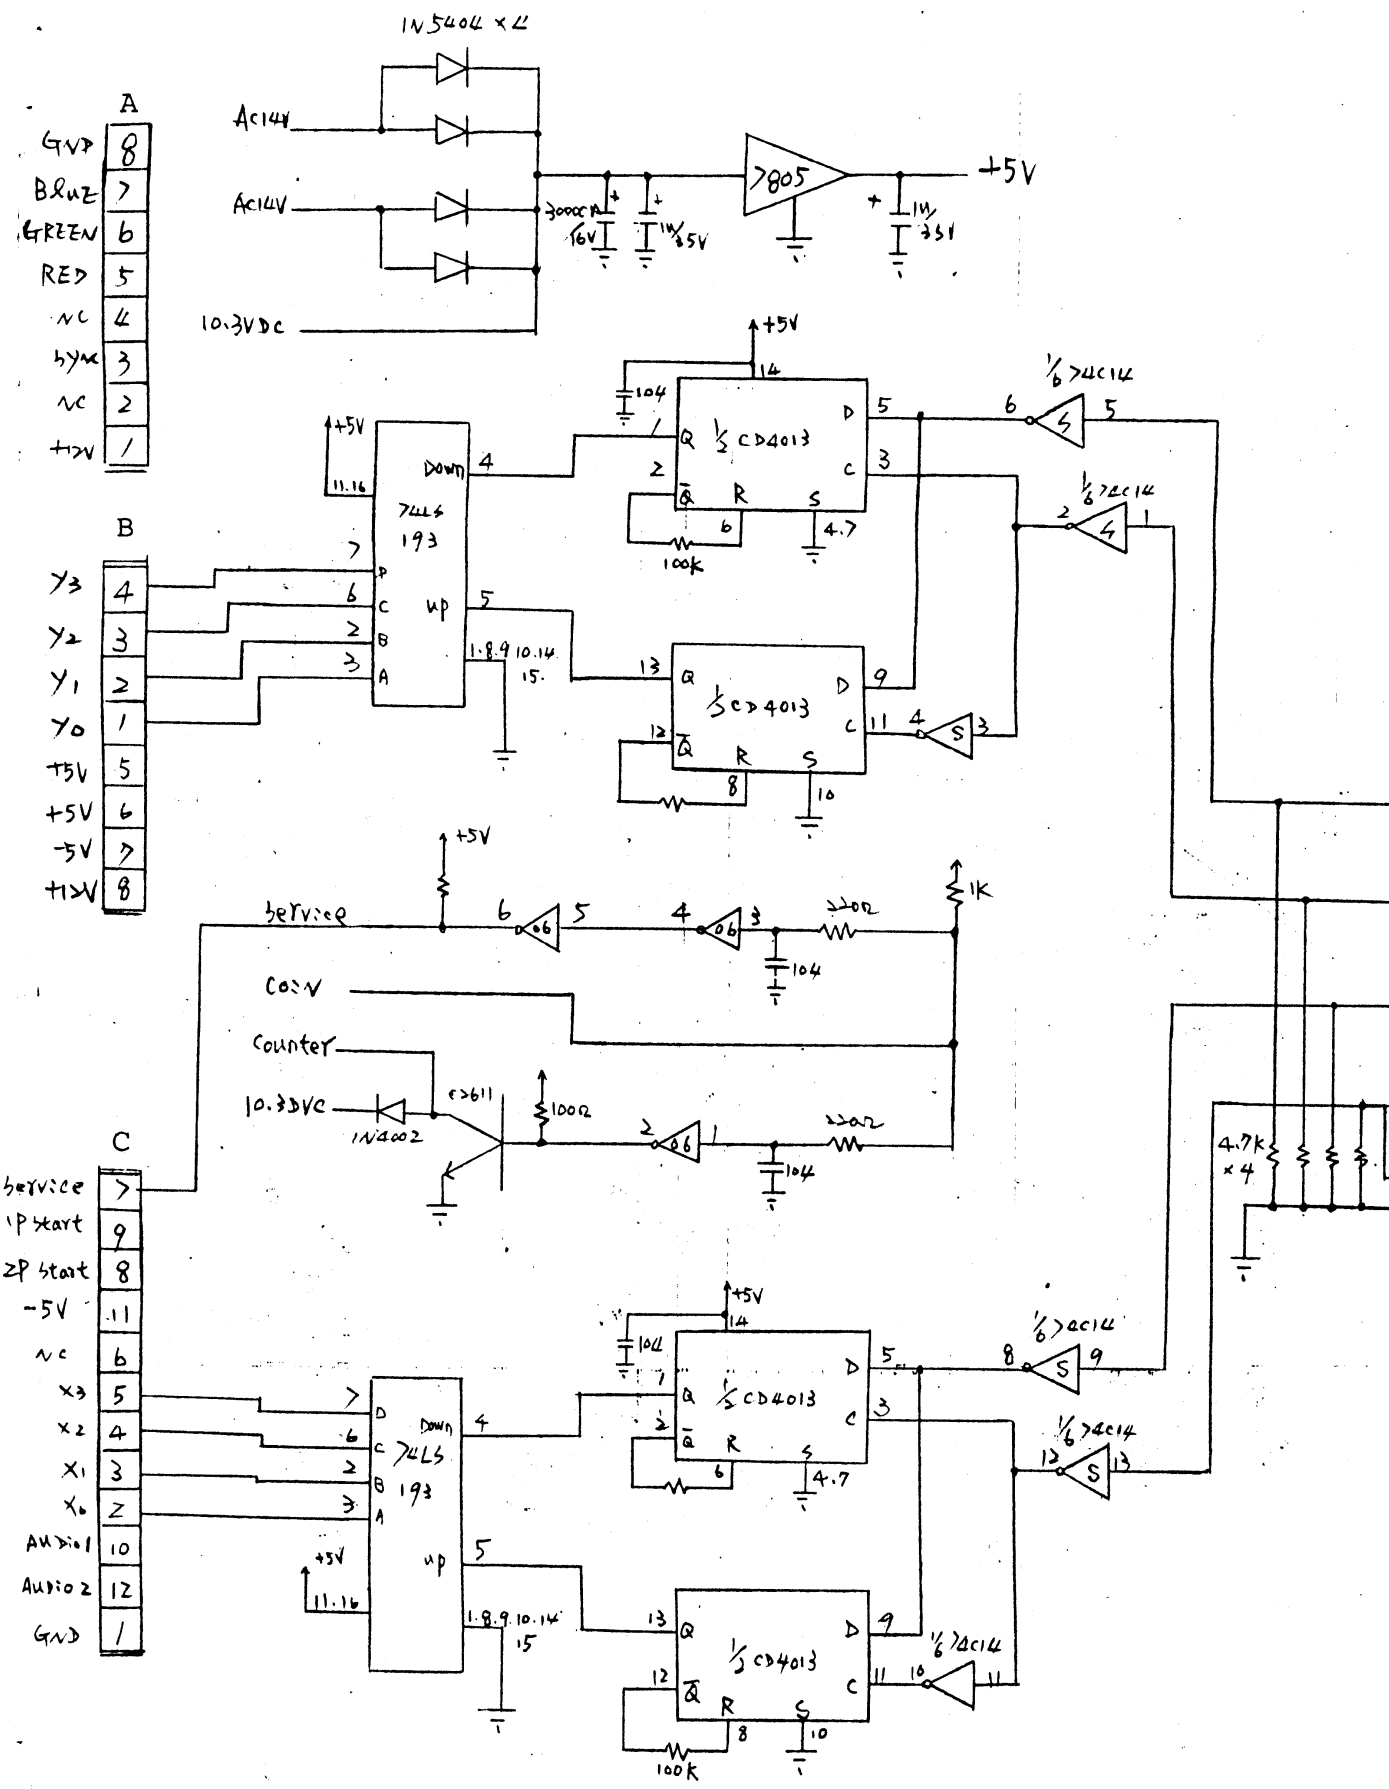 1N5404 × 4
A
GND 8
BluE 7
GREEN 6
RED 5
NC 4
SYNC 3
NC 2
+12V 1
AC14V
AC14V
10.3VDC
+
/16V
+
1u/35V
7805
+5V
+
1u/35V
+5V
14
104
1 Q
1/2 CD4013
D 5
C 3
2 Q̅
R
S
6
4.7
100K
6
1/6 74C14
5
2
1/6 74C14
1
+5V
11.16
Down 4
74LS
193
7 D
6 C
2 B
3 A
up 5
1.8.9.10.14
15.
B
Y3 4
Y2 3
Y1 2
Y0 1
+5V 5
+5V 6
-5V 7
+12V 8
13 Q
1/2 CD4013
D 9
C 11
4 S 3
12 Q̅
R
S
8
10
+5V
Service
6 06 5
4 06 3
220Ω
1K
104
COiN
Counter
10.3DVC
1N4002
100Ω
2 06 1
220Ω
104
4.7K
× 4
C
Service 7
1P Start 9
2P Start 8
-5V 11
NC 6
X3 5
X2 4
X1 3
X0 2
AUDio1 10
AUDio2 12
GND 1
+5V
14
104
1 Q
1/2 CD4013
D 5
C 3
2 Q̅
R
S
6
4.7
8
1/6 74C14
S
9
12
1/6 74C14
S
13
7 D
6 C
2 B
3 A
Down 4
74LS
193
up 5
+5V
11.16
1.8.9.10.14
15
13 Q
1/2 CD4013
D 9
C 11
10
1/6 74C14
11
12 Q̅
R
S
8
10
100K